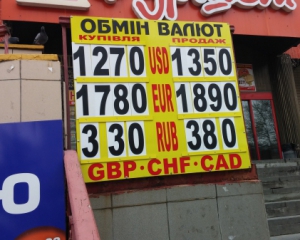 ОБМІН ВАЛЮТ
КУПІВЛЯ ПРОДАЖ
1270 USD 1350
1780 EUR 1890
330 RUB 380
GBP·CHF·CAD